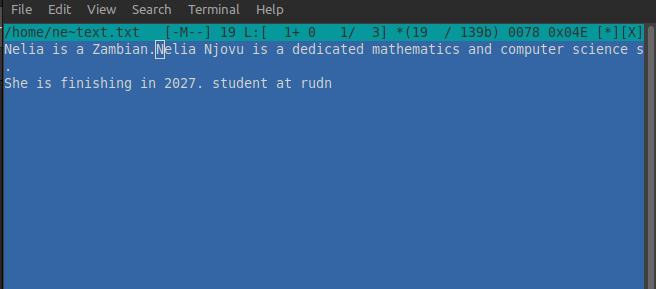 File Edit View Search Terminal Help
/home/ne~text.txt [-M--] 19 L:[ 1+ 0 1/ 3] *(19 / 139b) 0078 0x04E [*][X]
Nelia is a Zambian.Nelia Njovu is a dedicated mathematics and computer science s
.
She is finishing in 2027. student at rudn